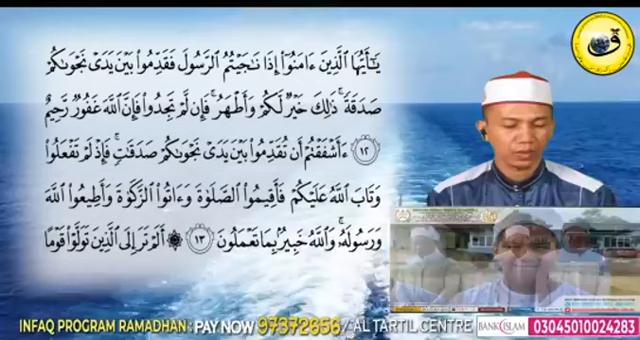 يَـٰٓأَيُّهَا ٱلَّذِينَ ءَامَنُوٓا۟ إِذَا نَـٰجَيْتُمُ ٱلرَّسُولَ فَقَدِّمُوا۟ بَيْنَ يَدَىْ نَجْوَىٰكُمْ
صَدَقَةً ۚ ذَٰلِكَ خَيْرٌ لَّكُمْ وَأَطْهَرُ ۚ فَإِن لَّمْ تَجِدُوا۟ فَإِنَّ ٱللَّهَ غَفُورٌ رَّحِيمٌ
١٢ ءَأَشْفَقْتُمْ أَن تُقَدِّمُوا۟ بَيْنَ يَدَىْ نَجْوَىٰكُمْ صَدَقَـٰتٍ ۚ فَإِذْ لَمْ تَفْعَلُوا۟
وَتَابَ ٱللَّهُ عَلَيْكُمْ فَأَقِيمُوا۟ ٱلصَّلَوٰةَ وَءَاتُوا۟ ٱلزَّكَوٰةَ وَأَطِيعُوا۟ ٱللَّهَ
وَرَسُولَهُۥ ۚ وَٱللَّهُ خَبِيرٌۢ بِمَا تَعْمَلُونَ ١٣ ۞ أَلَمْ تَرَ إِلَى ٱلَّذِينَ تَوَلَّوْا۟ قَوْمًا
INFAQ PROGRAM RAMADHAN : PAY NOW 97372656 / AL TARTIL CENTRE BANK ISLAM 03045010024283